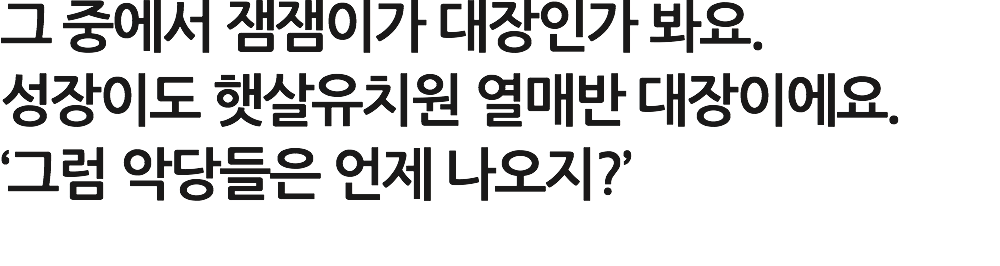 그 중에서 잼잼이가 대장인가 봐요.
성장이도 햇살유치원 열매반 대장이에요.
‘그럼 악당들은 언제 나오지?’